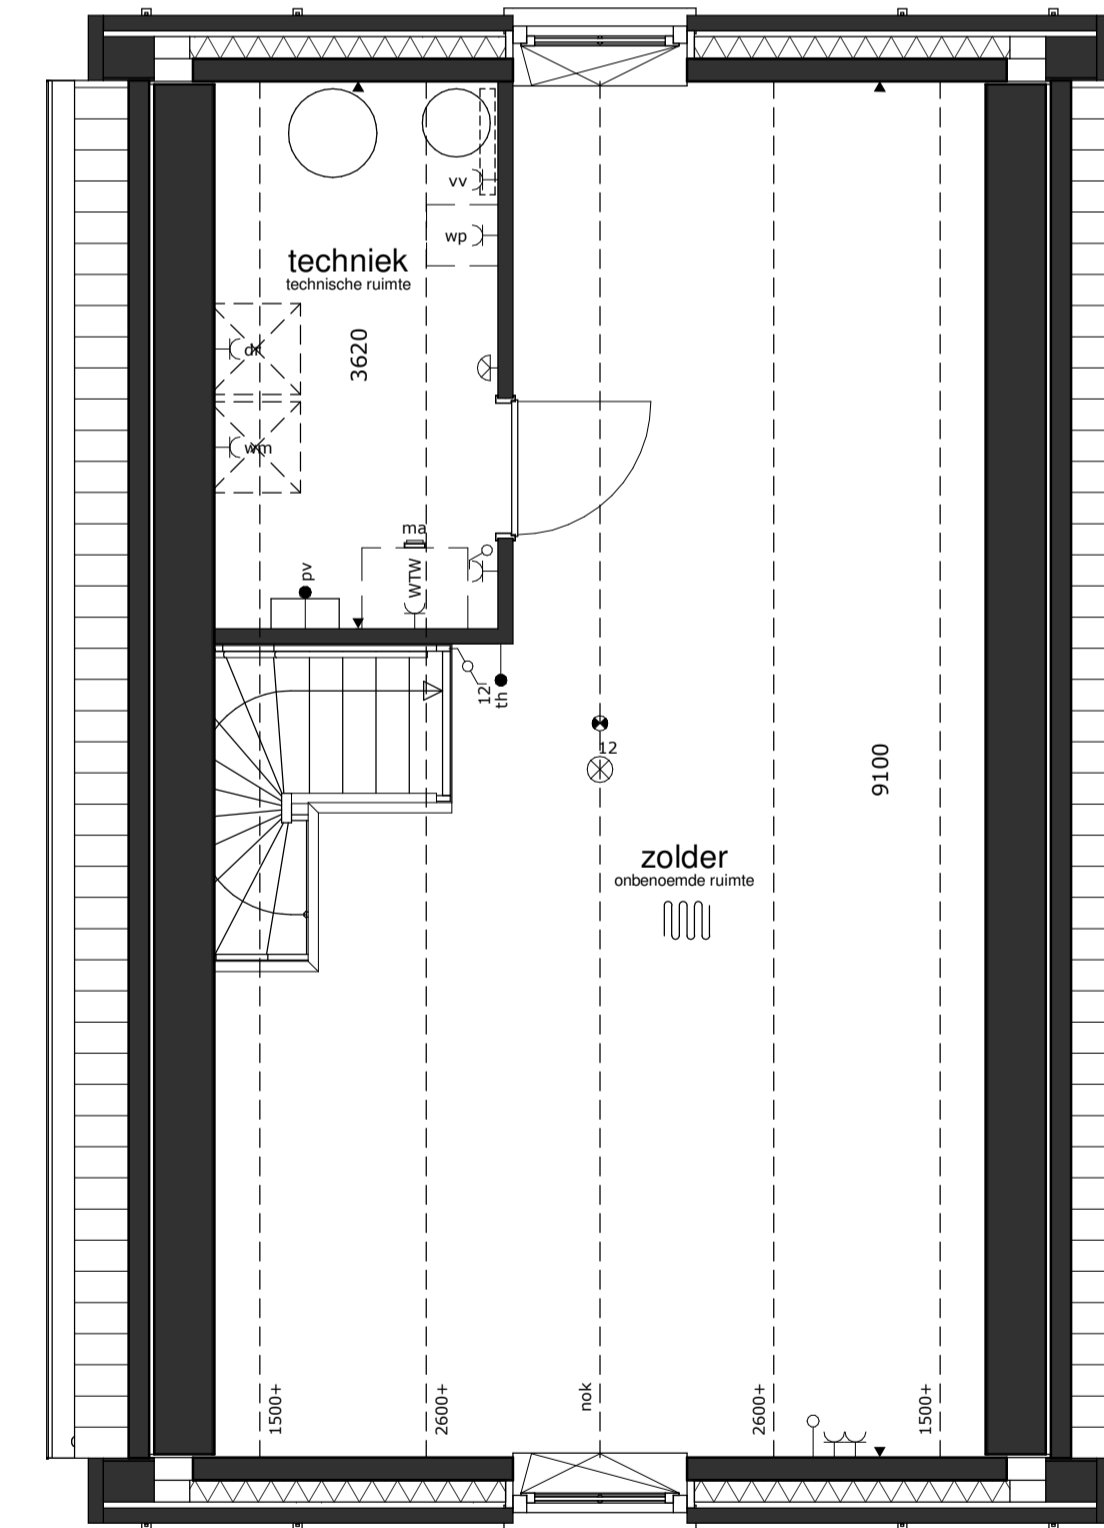 vv
wp
techniek
technische ruimte
dr
3620
wm
ma
WTW
pv
12
th
12
9100
zolder
onbenoemde ruimte
1500+
2600+
nok
2600+
1500+